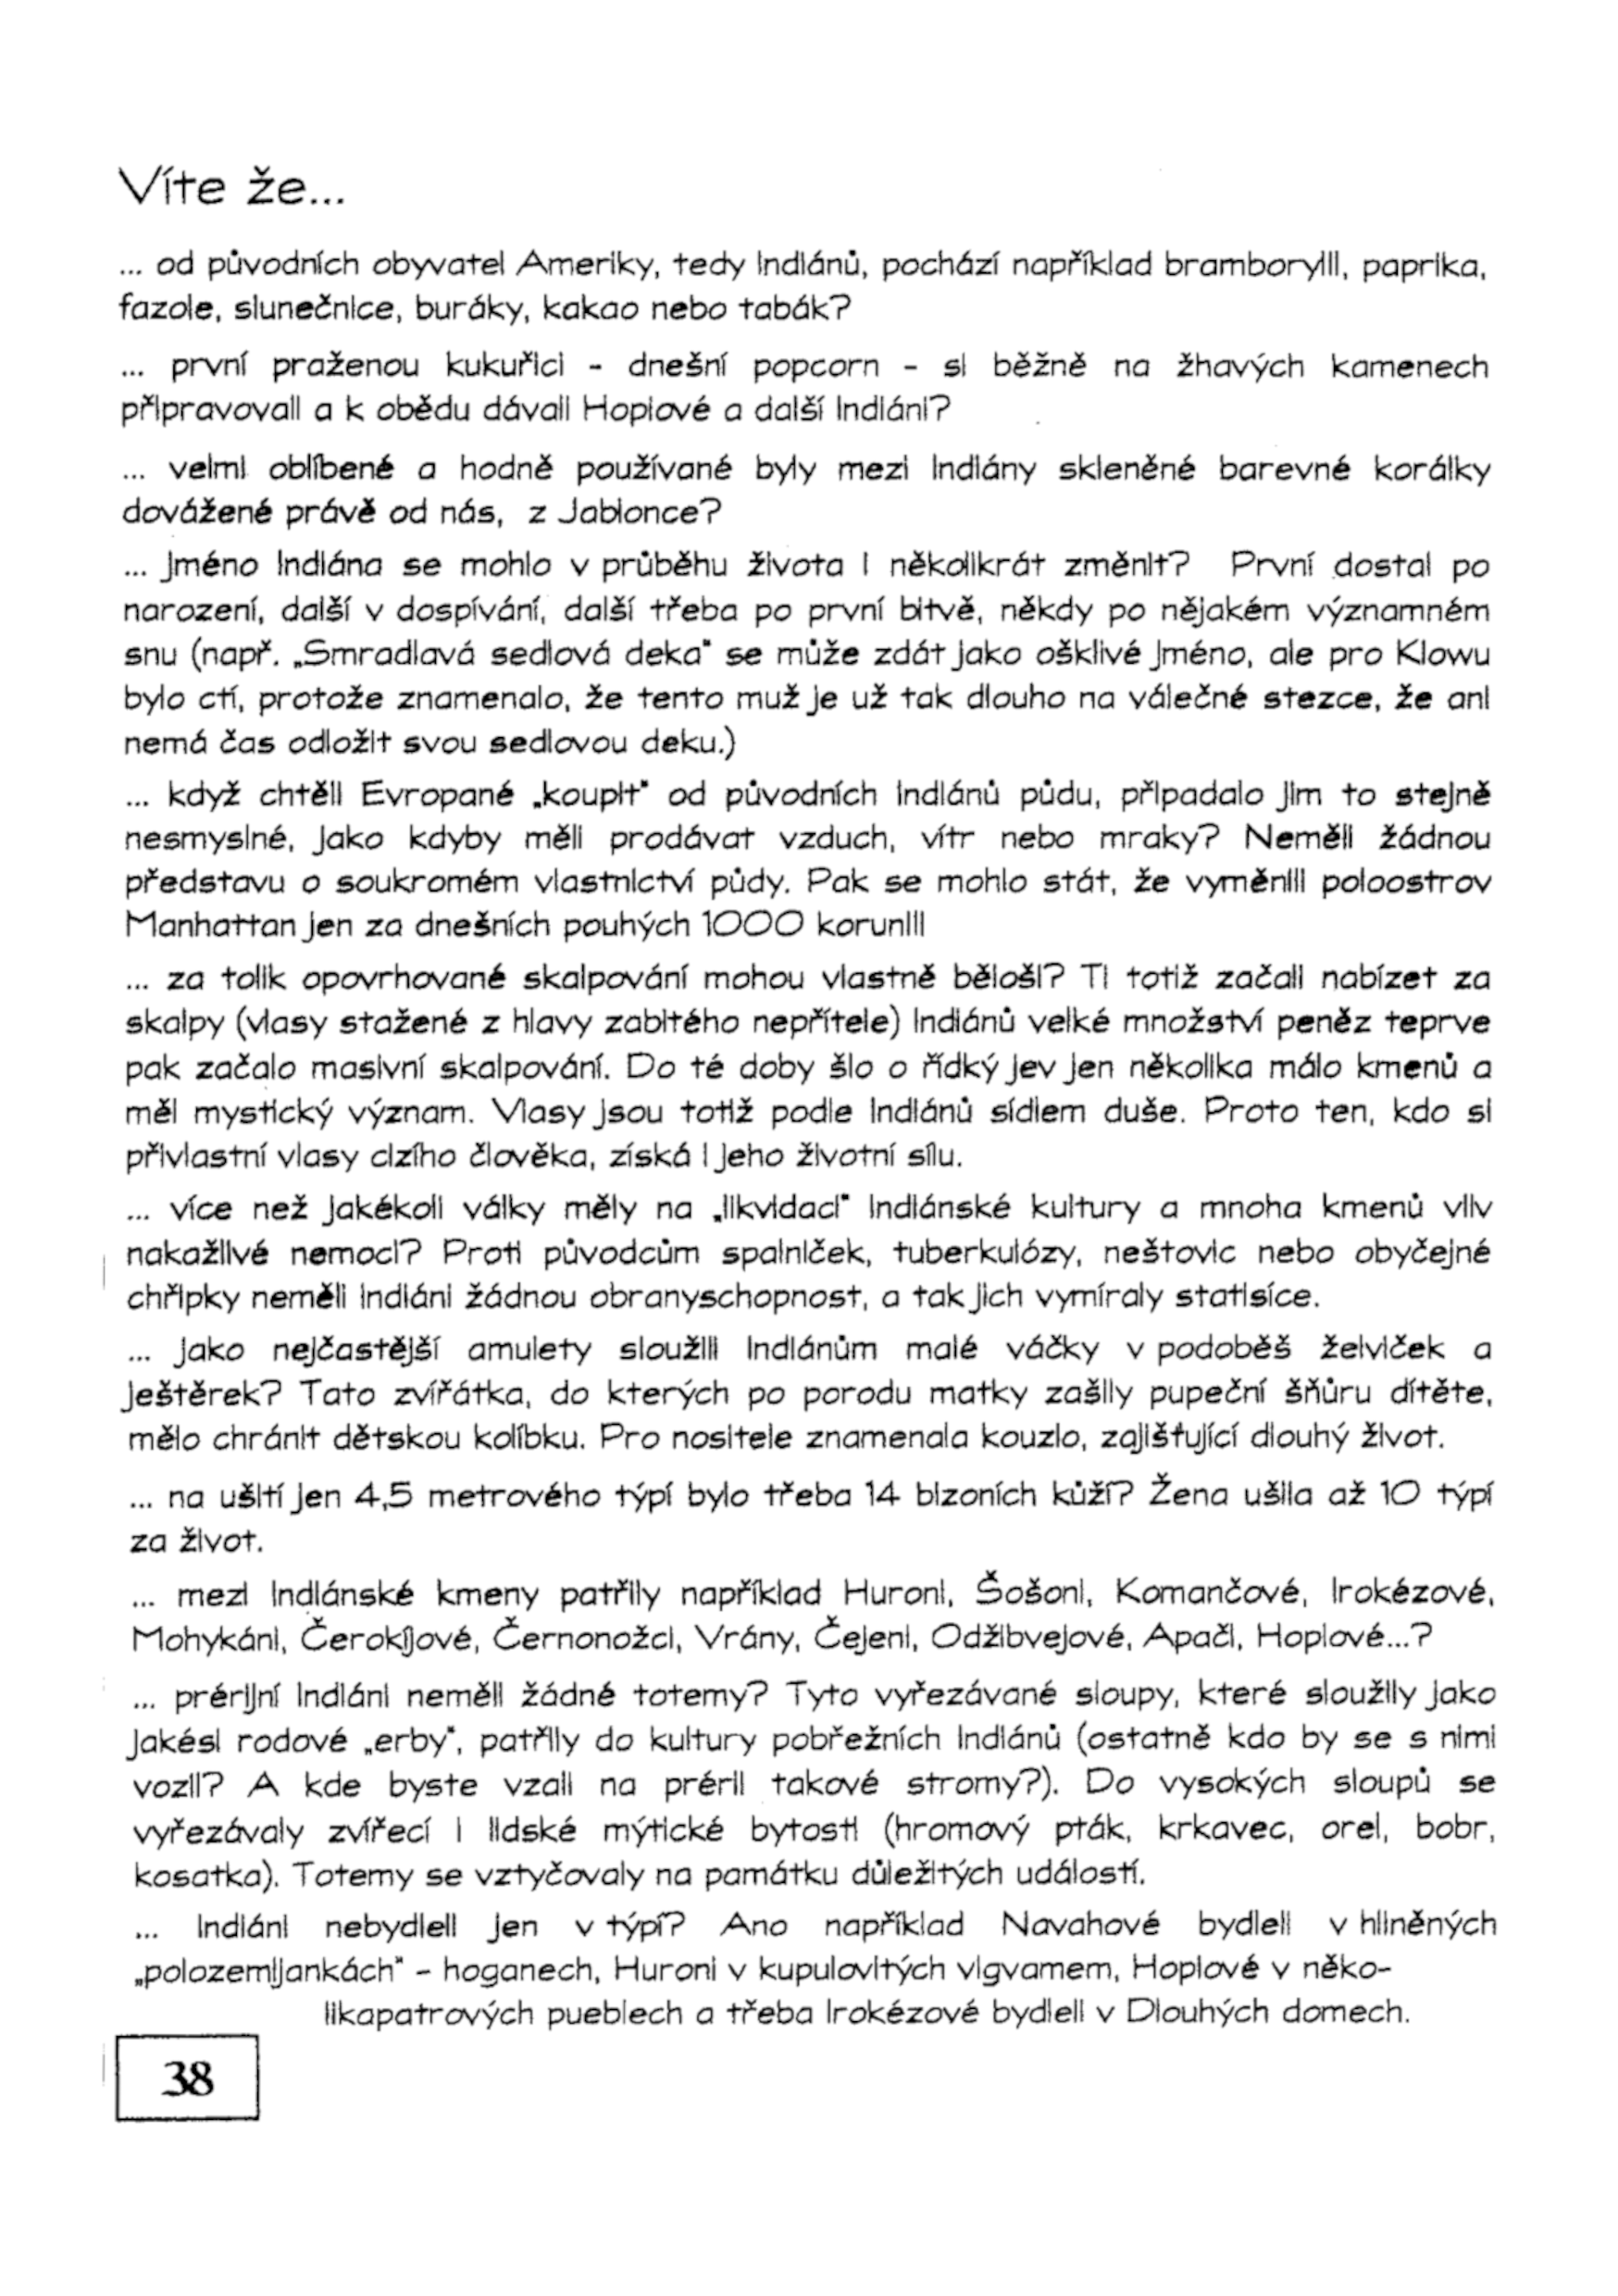 Víte že...
... od původních obyvatel Ameriky, tedy Indiánů, pochází například brambory!!!, paprika,
fazole, slunečnice, buráky, kakao nebo tabák?
... první praženou kukuřici - dnešní popcorn - si běžně na žhavých kamenech
připravovali a k obědu dávali Hopiové a další Indiáni?
... velmi oblíbené a hodně používané byly mezi Indiány skleněné barevné korálky
dovážené právě od nás, z Jablonce?
... jméno Indiána se mohlo v průběhu života i několikrát změnit? První dostal po
narození, další v dospívání, další třeba po první bitvě, někdy po nějakém významném
snu (např. „Smradlavá sedlová deka" se může zdát jako ošklivé jméno, ale pro Kiowu
bylo ctí, protože znamenalo, že tento muž je už tak dlouho na válečné stezce, že ani
nemá čas odložit svou sedlovou deku.)
... když chtěli Evropané „koupit" od původních Indiánů půdu, připadalo jim to stejně
nesmyslné, jako kdyby měli prodávat vzduch, vítr nebo mraky? Neměli žádnou
představu o soukromém vlastnictví půdy. Pak se mohlo stát, že vyměnili poloostrov
Manhattan jen za dnešních pouhých 1000 korun!!!
... za tolik opovrhované skalpování mohou vlastně běloši? Ti totiž začali nabízet za
skalpy (vlasy stažené z hlavy zabitého nepřítele) Indiánů velké množství peněz teprve
pak začalo masivní skalpování. Do té doby šlo o řídký jev jen několika málo kmenů a
měl mystický význam. Vlasy jsou totiž podle Indiánů sídlem duše. Proto ten, kdo si
přivlastní vlasy cizího člověka, získá i jeho životní sílu.
... více než jakékoli války měly na „likvidaci" indiánské kultury a mnoha kmenů vliv
nakažlivé nemoci? Proti původcům spalniček, tuberkulózy, neštovic nebo obyčejné
chřipky neměli Indiáni žádnou obranyschopnost, a tak jich vymíraly statisíce.
... jako nejčastější amulety sloužili Indiánům malé váčky v podoběš želviček a
ještěrek? Tato zvířátka, do kterých po porodu matky zašily pupeční šňůru dítěte,
mělo chránit dětskou kolíbku. Pro nositele znamenala kouzlo, zajišťující dlouhý život.
... na ušití jen 4,5 metrového týpí bylo třeba 14 bizoních kůží? Žena ušila až 10 týpí
za život.
... mezi indiánské kmeny patřily například Huroni, Šošoni, Komančové, Irokézové,
Mohykáni, Čerokíjové, Černonožci, Vrány, Čejeni, Odžibvejové, Apači, Hopiové...?
... prérijní Indiáni neměli žádné totemy? Tyto vyřezávané sloupy, které sloužily jako
jakési rodové „erby", patřily do kultury pobřežních Indiánů (ostatně kdo by se s nimi
vozil? A kde byste vzali na prérii takové stromy?). Do vysokých sloupů se
vyřezávaly zvířecí i lidské mýtické bytosti (hromový pták, krkavec, orel, bobr,
kosatka). Totemy se vztyčovaly na památku důležitých událostí.
... Indiáni nebydleli jen v týpí? Ano například Navahové bydleli v hliněných
„polozemijankách" - hoganech, Huroni v kupulovitých vigvamem, Hopiové v něko-
likapatrových pueblech a třeba Irokézové bydleli v Dlouhých domech.
38